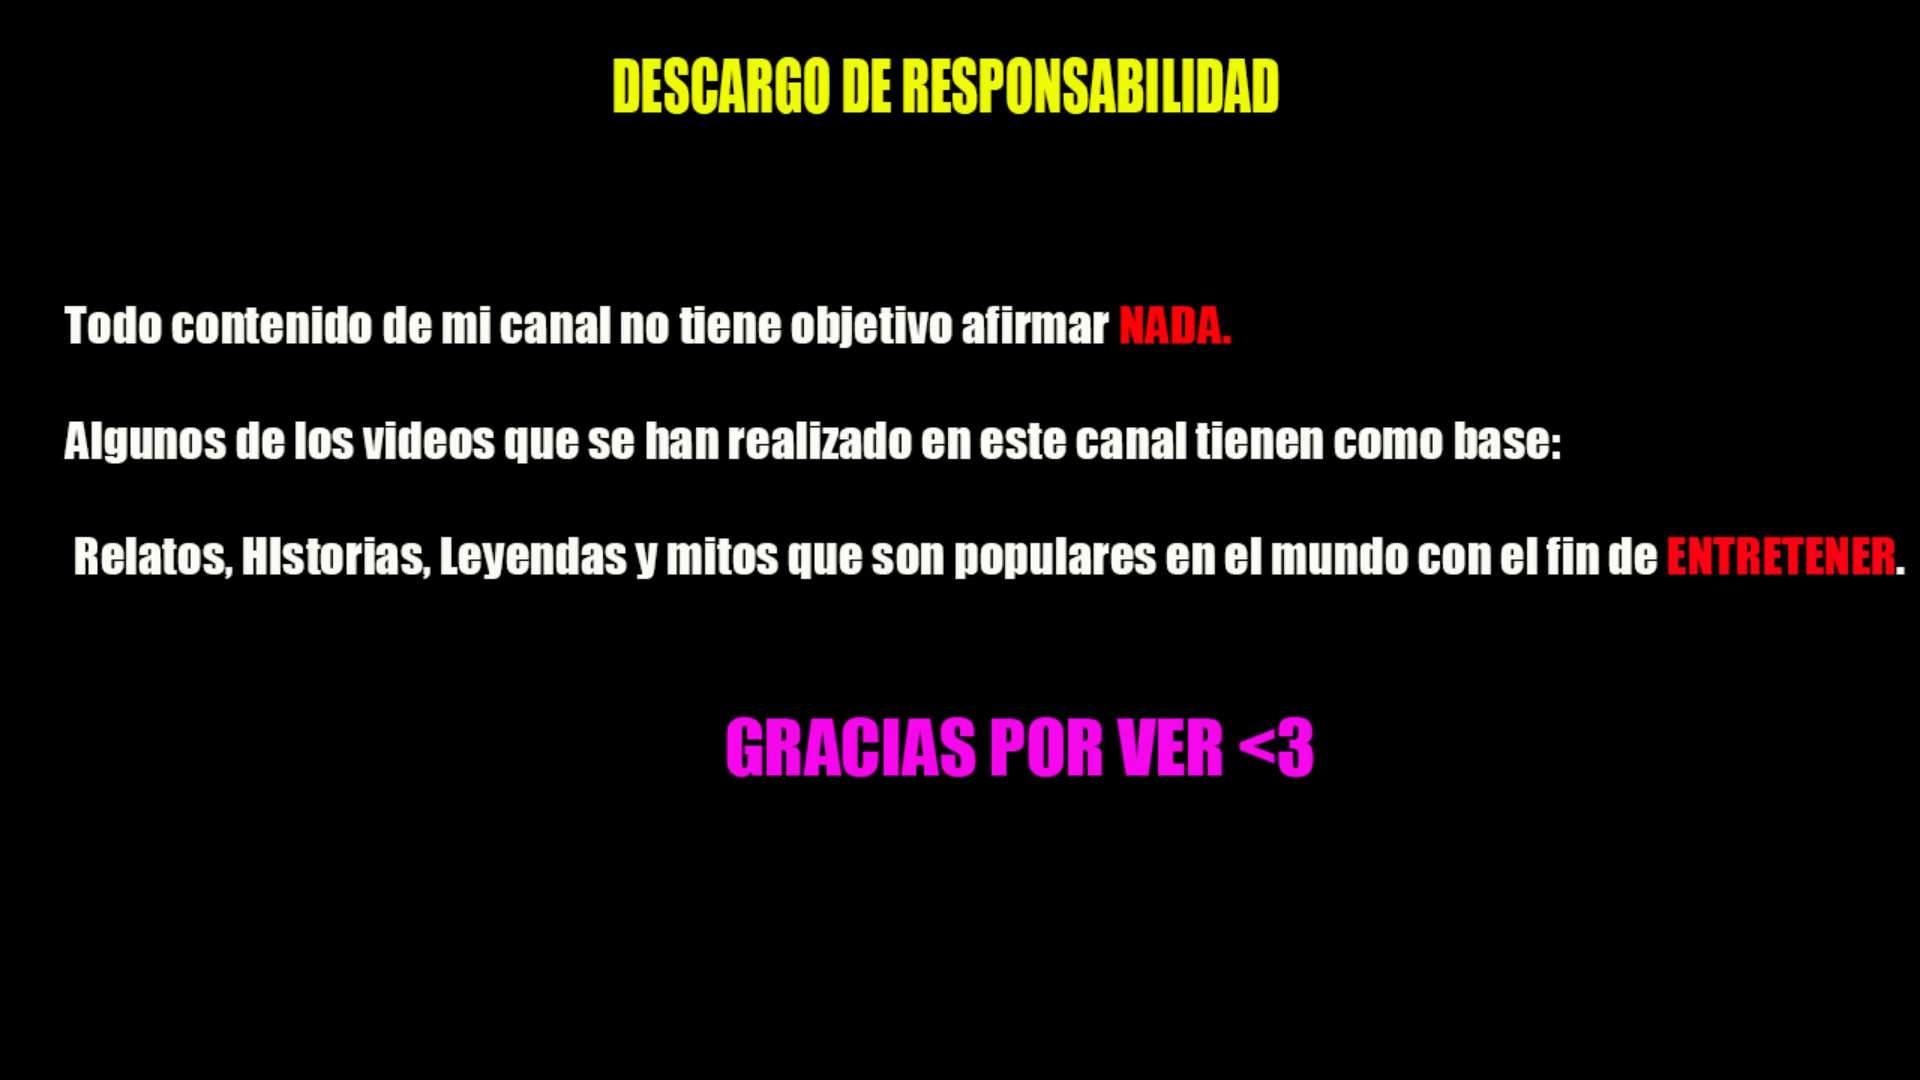 DESCARGO DE RESPONSABILIDAD
Todo contenido de mi canal no tiene objetivo afirmar NADA.
Algunos de los videos que se han realizado en este canal tienen como base:
Relatos, HIstorias, Leyendas y mitos que son populares en el mundo con el fin de ENTRETENER.
GRACIAS POR VER <3